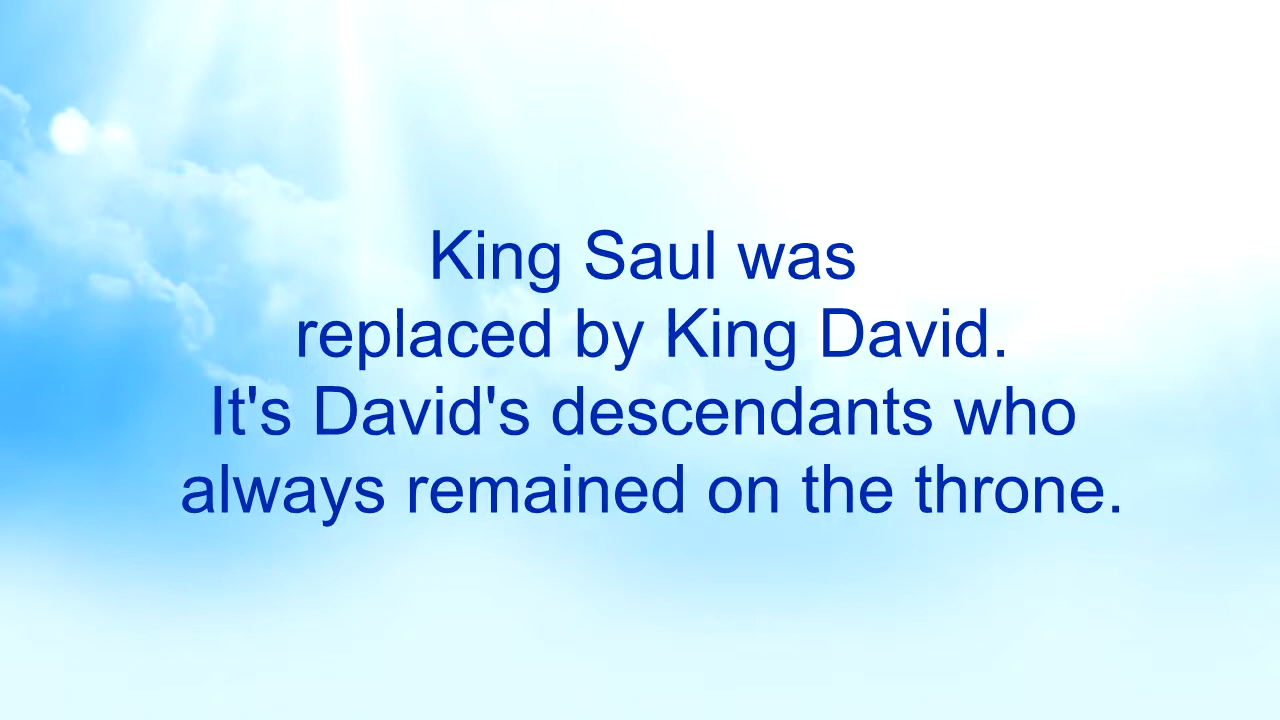 King Saul was
replaced by King David.
It's David's descendants who
always remained on the throne.